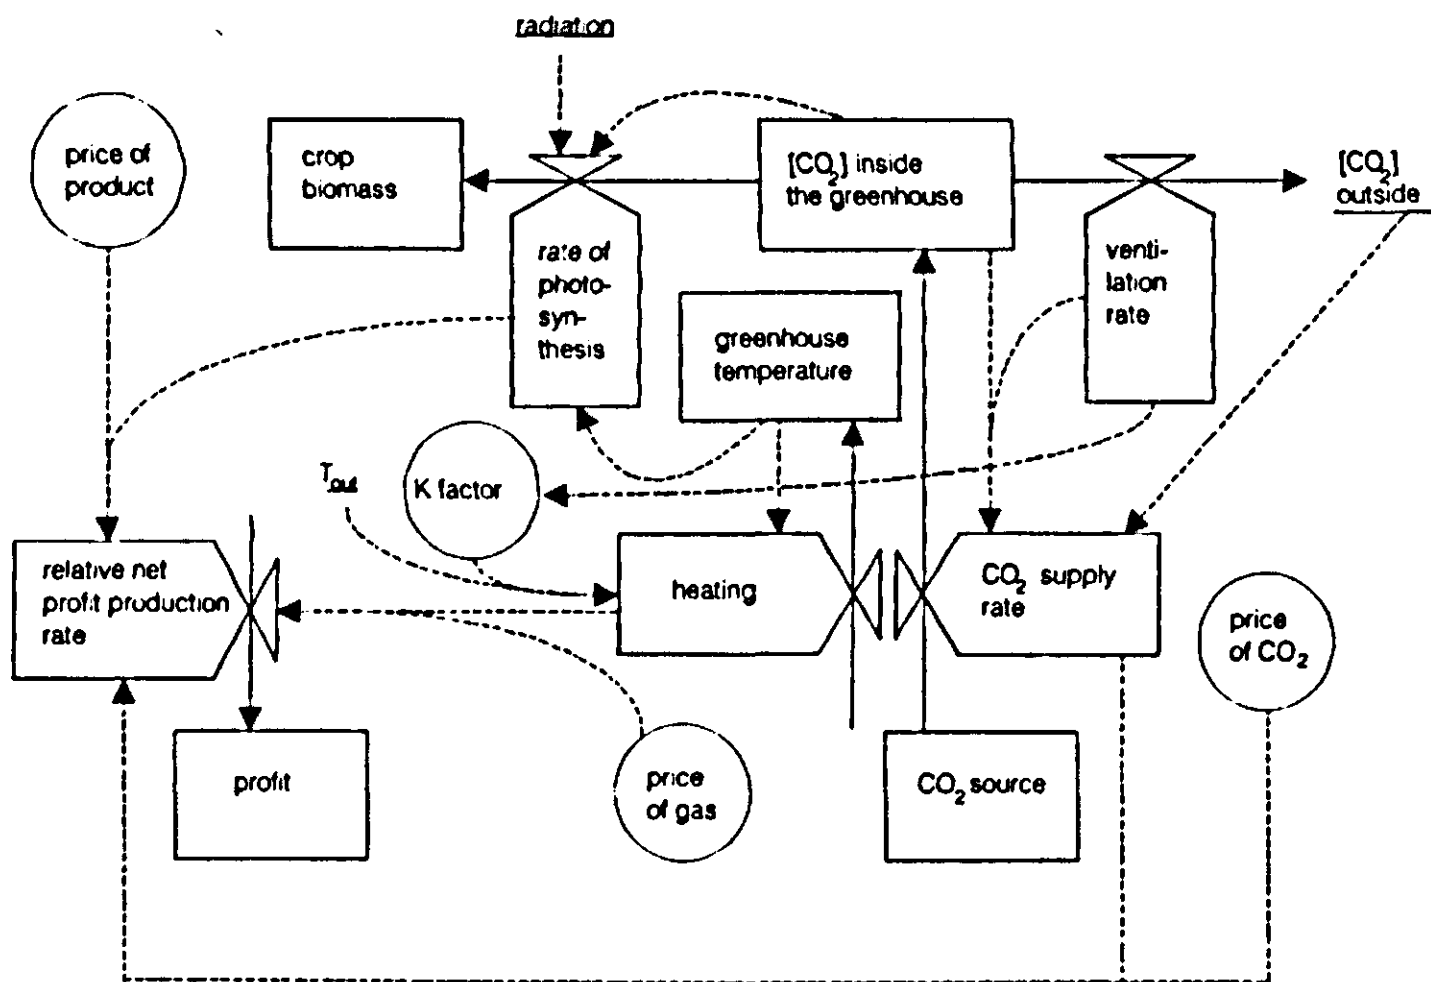 radiation
price of
product
crop
biomass
[CO₂] inside
the greenhouse
[CO₂]
outside
rate of
photo-
syn-
thesis
venti-
lation
rate
greenhouse
temperature
T_out
K factor
relative net
profit production
rate
heating
CO₂ supply
rate
price
of CO₂
profit
price
of gas
CO₂ source